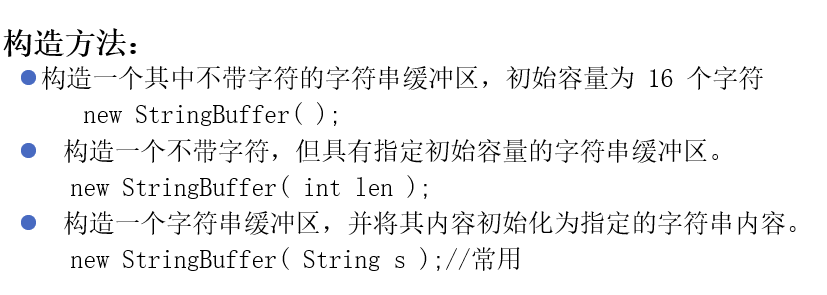 构造方法：
●构造一个其中不带字符的字符串缓冲区，初始容量为 16 个字符
new StringBuffer( );
● 构造一个不带字符，但具有指定初始容量的字符串缓冲区。
new StringBuffer( int len );
● 构造一个字符串缓冲区，并将其内容初始化为指定的字符串内容。
new StringBuffer( String s );//常用